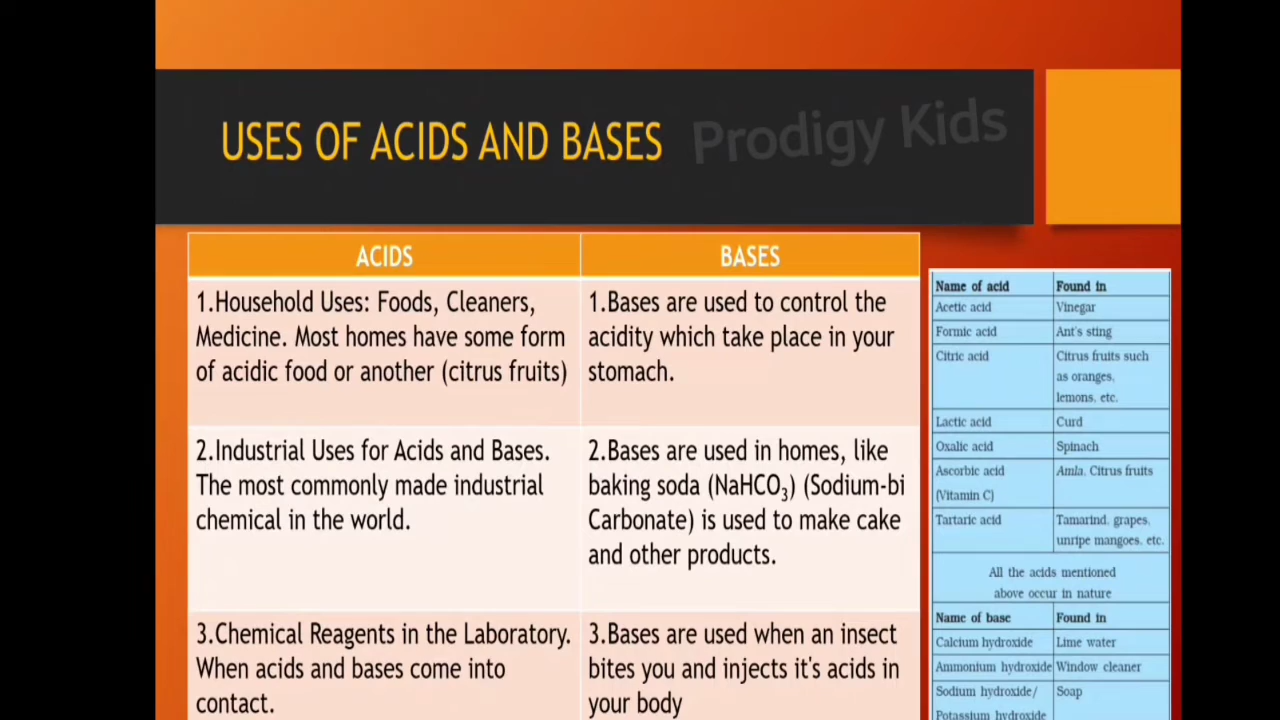 USES OF ACIDS AND BASES
Prodigy Kids
ACIDS
BASES
1.Household Uses: Foods, Cleaners,
Medicine. Most homes have some form
of acidic food or another (citrus fruits)
1.Bases are used to control the
acidity which take place in your
stomach.
2.Industrial Uses for Acids and Bases.
The most commonly made industrial
chemical in the world.
2.Bases are used in homes, like
baking soda (NaHCO₃) (Sodium-bi
Carbonate) is used to make cake
and other products.
3.Chemical Reagents in the Laboratory.
When acids and bases come into
contact.
3.Bases are used when an insect
bites you and injects it's acids in
your body
Name of acid Found in
Acetic acid Vinegar
Formic acid Ant's sting
Citric acid Citrus fruits such
as oranges,
lemons, etc.
Lactic acid Curd
Oxalic acid Spinach
Ascorbic acid Amla, Citrus fruits
(Vitamin C)
Tartaric acid Tamarind, grapes,
unripe mangoes, etc.
All the acids mentioned
above occur in nature
Name of base Found in
Calcium hydroxide Lime water
Ammonium hydroxide Window cleaner
Sodium hydroxide/ Soap
Potassium hydroxide